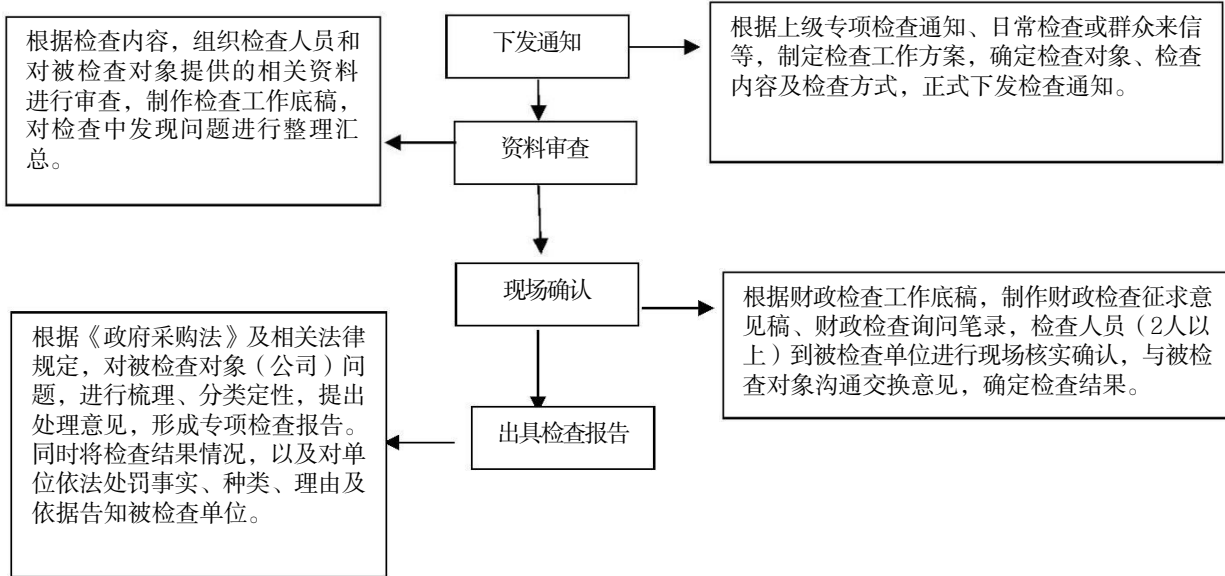 下发通知
根据上级专项检查通知、日常检查或群众来信
等，制定检查工作方案，确定检查对象、检查
内容及检查方式，正式下发检查通知。
根据检查内容，组织检查人员和
对被检查对象提供的相关资料
进行审查，制作检查工作底稿，
对检查中发现问题进行整理汇
总。
资料审查
现场确认
根据财政检查工作底稿，制作财政检查征求意
见稿、财政检查询问笔录，检查人员（2人以
上）到被检查单位进行现场核实确认，与被检
查对象沟通交换意见，确定检查结果。
根据《政府采购法》及相关法律
规定，对被检查对象（公司）问
题，进行梳理、分类定性，提出
处理意见，形成专项检查报告。
同时将检查结果情况，以及对单
位依法处罚事实、种类、理由及
依据告知被检查单位。
出具检查报告